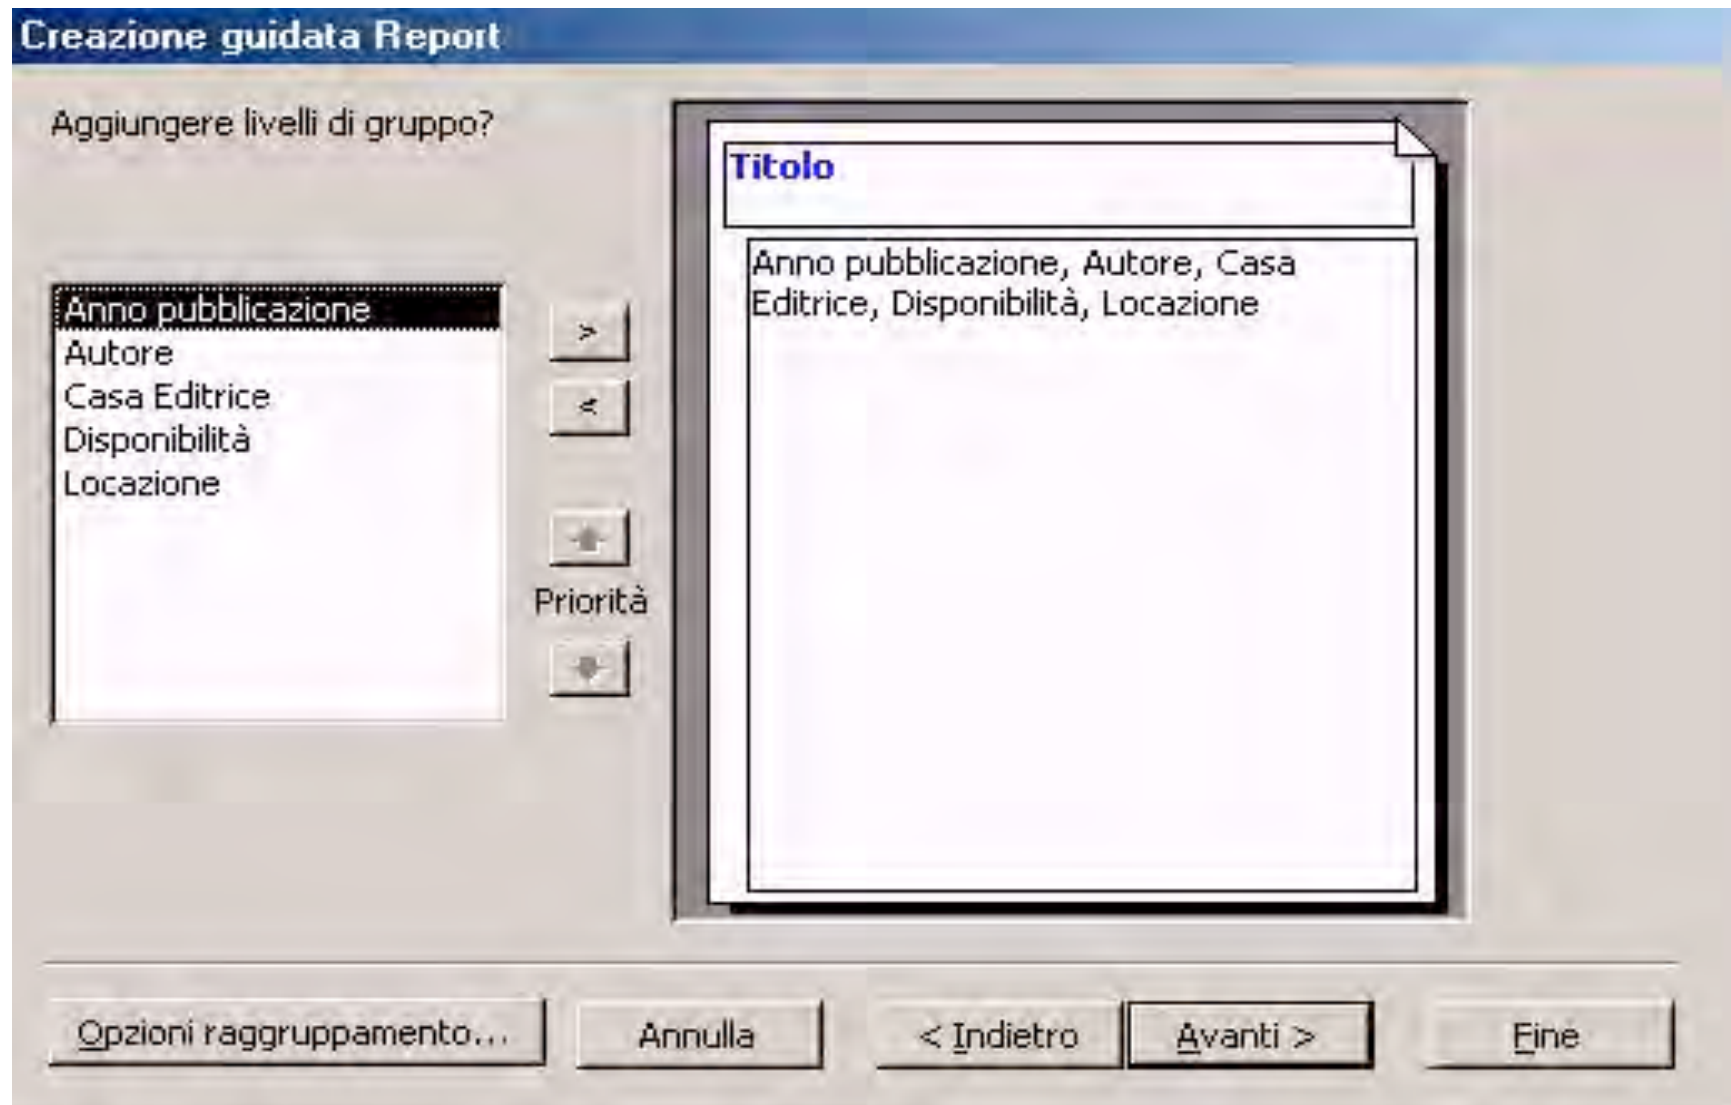 Creazione guidata Report
Aggiungere livelli di gruppo?
Anno pubblicazione
Autore
Casa Editrice
Disponibilità
Locazione
>
<
Priorità
Titolo
Anno pubblicazione, Autore, Casa
Editrice, Disponibilità, Locazione
Opzioni raggruppamento...
Annulla
< Indietro
Avanti >
Fine